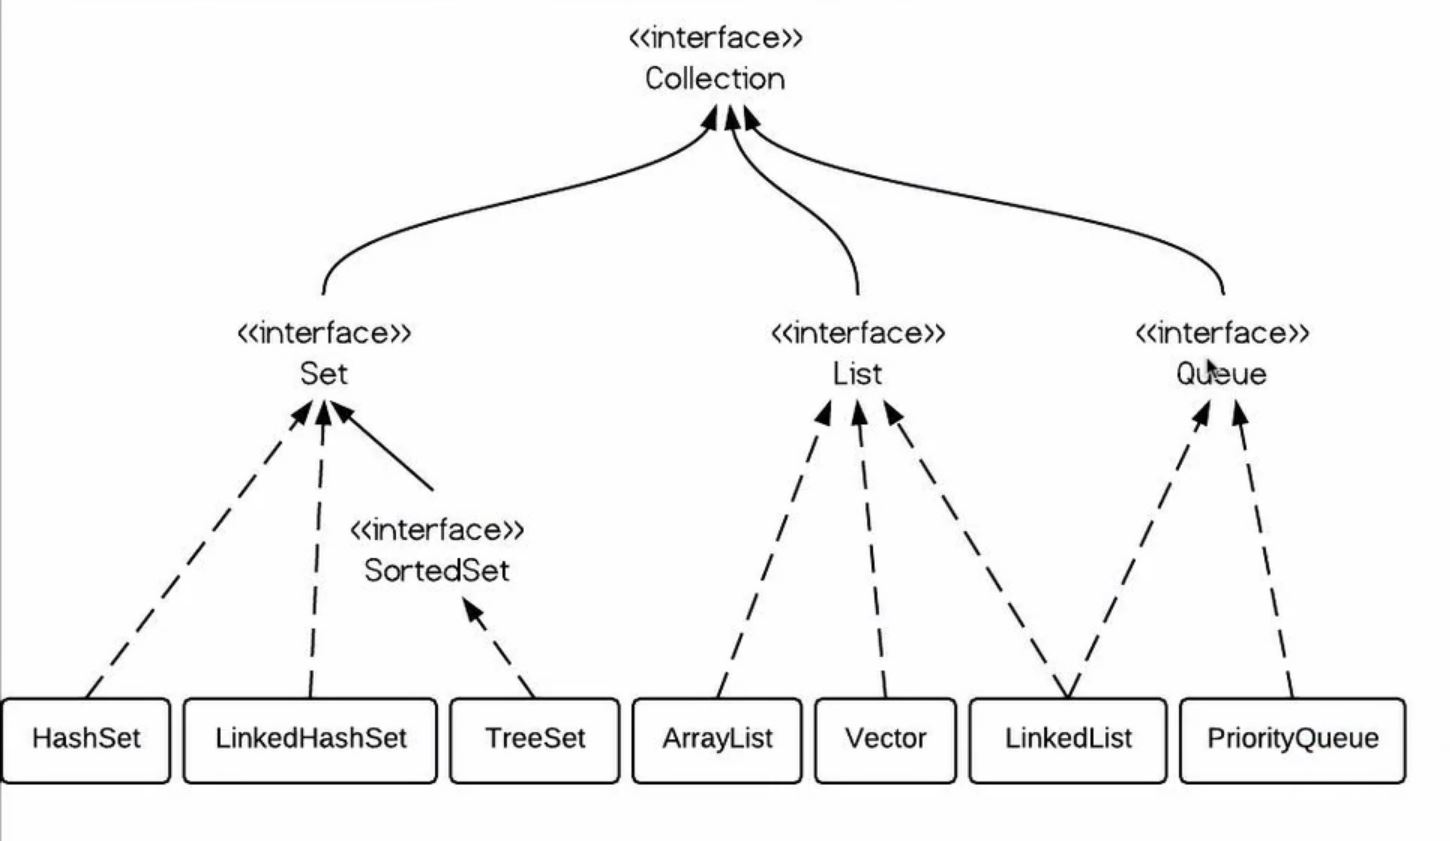 <<interface>>
Collection
<<interface>>
Set
<<interface>>
List
<<interface>>
Queue
<<interface>>
SortedSet
HashSet
LinkedHashSet
TreeSet
ArrayList
Vector
LinkedList
PriorityQueue